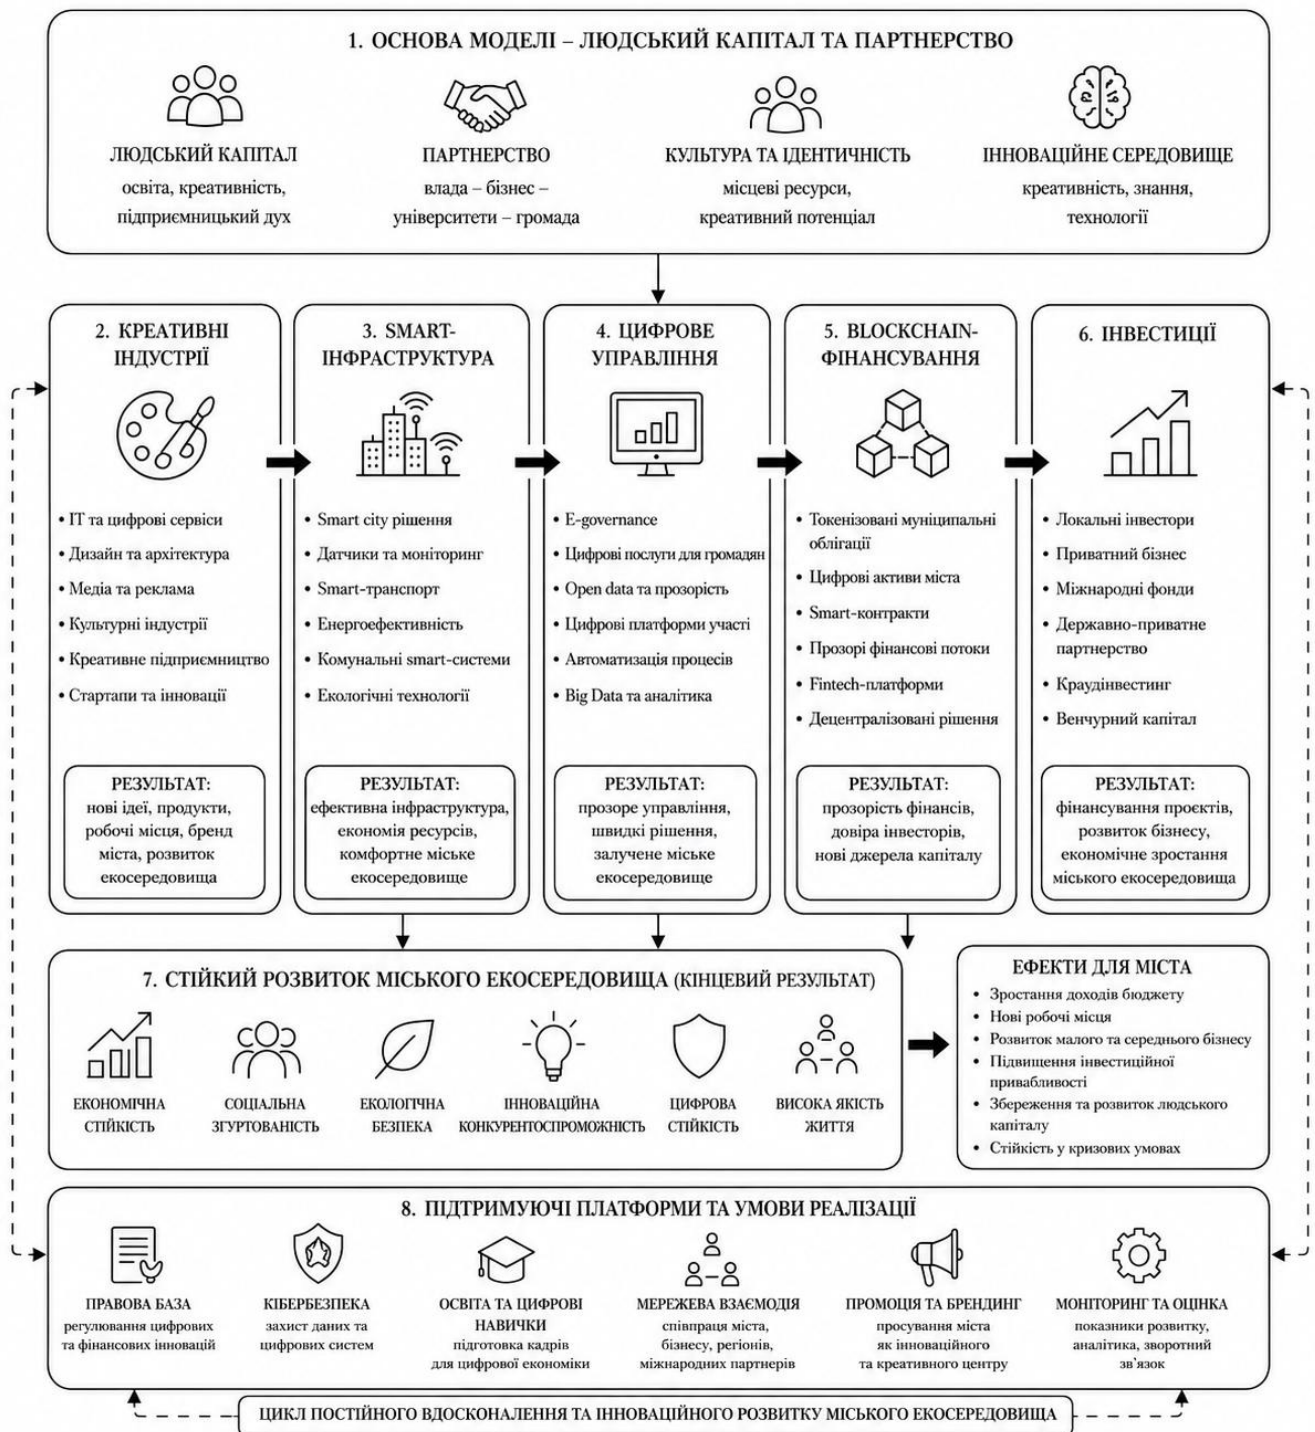 1. ОСНОВА МОДЕЛІ – ЛЮДСЬКИЙ КАПІТАЛ ТА ПАРТНЕРСТВО
ЛЮДСЬКИЙ КАПІТАЛ
освіта, креативність,
підприємницький дух
ПАРТНЕРСТВО
влада – бізнес –
університети – громада
КУЛЬТУРА ТА ІДЕНТИЧНІСТЬ
місцеві ресурси,
креативний потенціал
ІННОВАЦІЙНЕ СЕРЕДОВИЩЕ
креативність, знання,
технології
2. КРЕАТИВНІ
ІНДУСТРІЇ
• IT та цифрові сервіси
• Дизайн та архітектура
• Медіа та реклама
• Культурні індустрії
• Креативне підприємництво
• Стартапи та інновації
РЕЗУЛЬТАТ:
нові ідеї, продукти,
робочі місця, бренд
міста, розвиток
екосередовища
3. SMART-
ІНФРАСТРУКТУРА
• Smart city рішення
• Датчики та моніторинг
• Smart-транспорт
• Енергоефективність
• Комунальні smart-системи
• Екологічні технології
РЕЗУЛЬТАТ:
ефективна інфраструктура,
економія ресурсів,
комфортне міське
екосередовище
4. ЦИФРОВЕ
УПРАВЛІННЯ
• E-governance
• Цифрові послуги для громадян
• Open data та прозорість
• Цифрові платформи участі
• Автоматизація процесів
• Big Data та аналітика
РЕЗУЛЬТАТ:
прозоре управління,
швидкі рішення,
залучене міське
екосередовище
5. BLOCKCHAIN-
ФІНАНСУВАННЯ
• Токенізовані муніципальні
облігації
• Цифрові активи міста
• Smart-контракти
• Прозорі фінансові потоки
• Fintech-платформи
• Децентралізовані рішення
РЕЗУЛЬТАТ:
прозорість фінансів,
довіра інвесторів,
нові джерела капіталу
6. ІНВЕСТИЦІЇ
• Локальні інвестори
• Приватний бізнес
• Міжнародні фонди
• Державно-приватне
партнерство
• Краудінвестинг
• Венчурний капітал
РЕЗУЛЬТАТ:
фінансування проєктів,
розвиток бізнесу,
економічне зростання
міського екосередовища
7. СТІЙКИЙ РОЗВИТОК МІСЬКОГО ЕКОСЕРЕДОВИЩА (КІНЦЕВИЙ РЕЗУЛЬТАТ)
ЕКОНОМІЧНА
СТІЙКІСТЬ
СОЦІАЛЬНА
ЗГУРТОВАНІСТЬ
ЕКОЛОГІЧНА
БЕЗПЕКА
ІННОВАЦІЙНА
КОНКУРЕНТОСПРОМОЖНІСТЬ
ЦИФРОВА
СТІЙКІСТЬ
ВИСОКА ЯКІСТЬ
ЖИТТЯ
ЕФЕКТИ ДЛЯ МІСТА
• Зростання доходів бюджету
• Нові робочі місця
• Розвиток малого та середнього бізнесу
• Підвищення інвестиційної
привабливості
• Збереження та розвиток людського
капіталу
• Стійкість у кризових умовах
8. ПІДТРИМУЮЧІ ПЛАТФОРМИ ТА УМОВИ РЕАЛІЗАЦІЇ
ПРАВОВА БАЗА
регулювання цифрових
та фінансових інновацій
КІБЕРБЕЗПЕКА
захист даних та
цифрових систем
ОСВІТА ТА ЦИФРОВІ
НАВИЧКИ
підготовка кадрів
для цифрової економіки
МЕРЕЖЕВА ВЗАЄМОДІЯ
співпраця міста,
бізнесу, регіонів,
міжнародних партнерів
ПРОМОЦІЯ ТА БРЕНДИНГ
просування міста
як інноваційного
та креативного центру
МОНІТОРИНГ ТА ОЦІНКА
показники розвитку,
аналітика, зворотний
зв'язок
ЦИКЛ ПОСТІЙНОГО ВДОСКОНАЛЕННЯ ТА ІННОВАЦІЙНОГО РОЗВИТКУ МІСЬКОГО ЕКОСЕРЕДОВИЩА